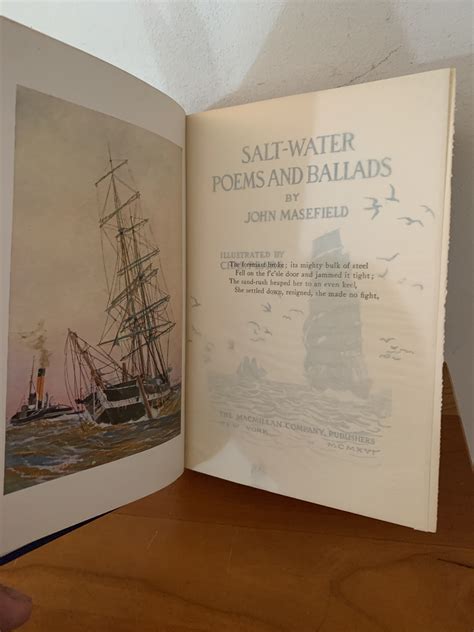 SALT-WATER
POEMS AND BALLADS
BY
JOHN MASEFIELD
ILLUSTRATED BY
The foremast broke; its mighty bulk of steel
Fell on the door and jammed it tight;
The sand-rush heaped her to an even keel,
She settled down, resigned, she made no fight,
THE MACMILLAN COMPANY, PUBLISHERS
NEW YORK MCMXVI